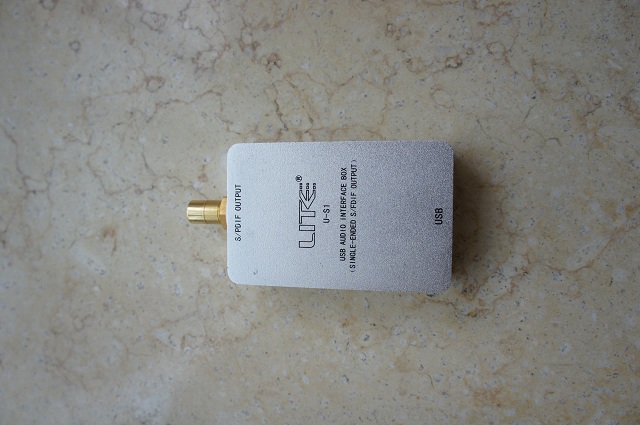 S/PDIF OUTPUT
LITE®
U-S1
USB AUDIO INTERFACE BOX
(SINGLE-ENDED S/PDIF OUTPUT)
USB